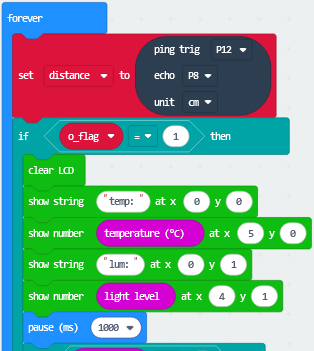 forever
ping trig P12
set distance to echo P8
unit cm
if o_flag = 1 then
clear LCD
show string "temp: " at x 0 y 0
show number temperature (°C) at x 5 y 0
show string "lum: " at x 0 y 1
show number light level at x 4 y 1
pause (ms) 1000